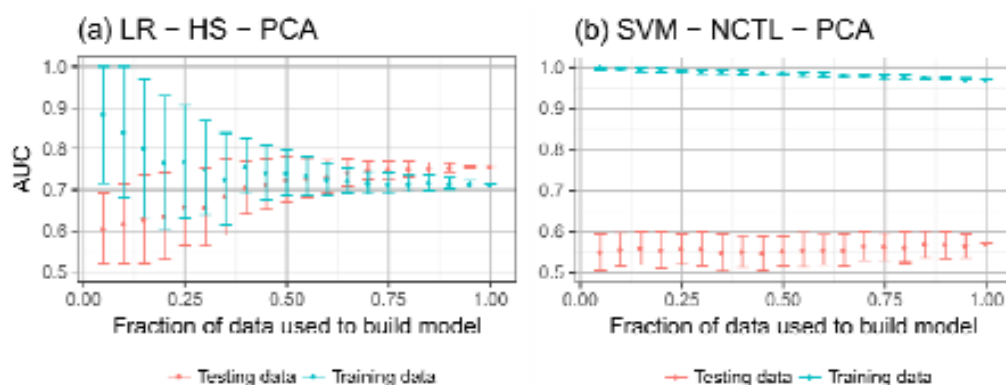 (a) LR − HS − PCA
AUC
1.0
0.9
0.8
0.7
0.6
0.5
0.00 0.25 0.50 0.75 1.00
Fraction of data used to build model
Testing data Training data
(b) SVM − NCTL − PCA
1.0
0.9
0.8
0.7
0.6
0.5
0.00 0.25 0.50 0.75 1.00
Fraction of data used to build model
Testing data Training data